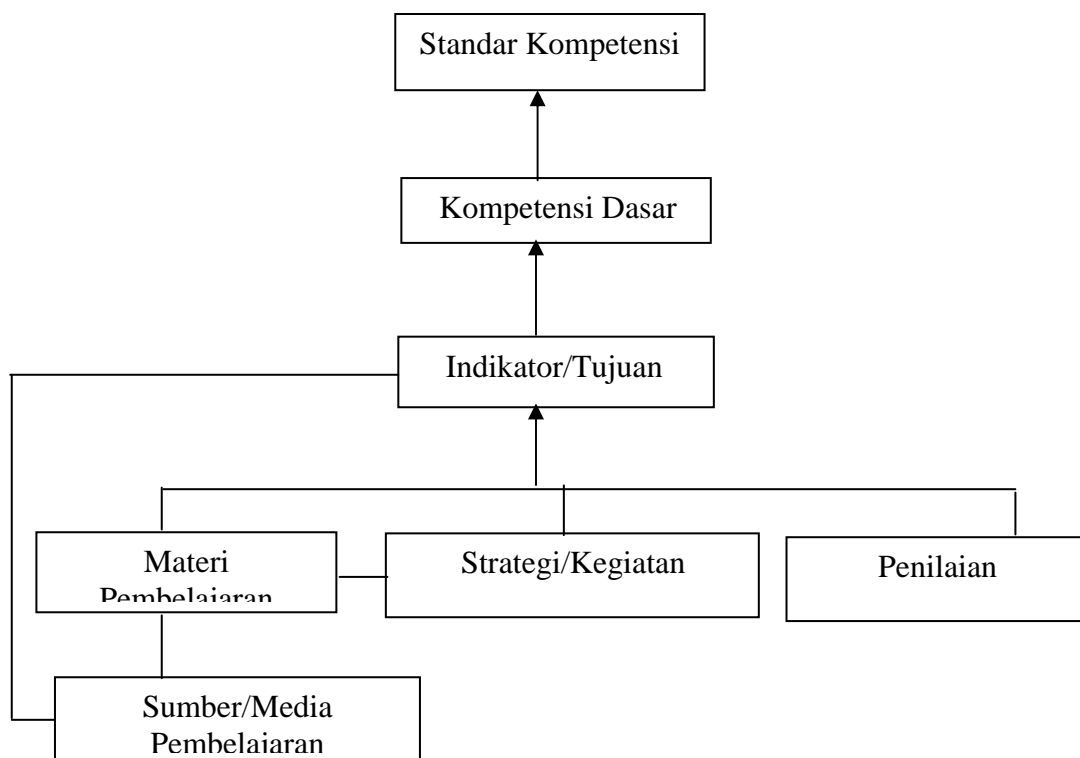 Standar Kompetensi
Kompetensi Dasar
Indikator/Tujuan
Materi
Pembelajaran
Strategi/Kegiatan
Penilaian
Sumber/Media
Pembelajaran